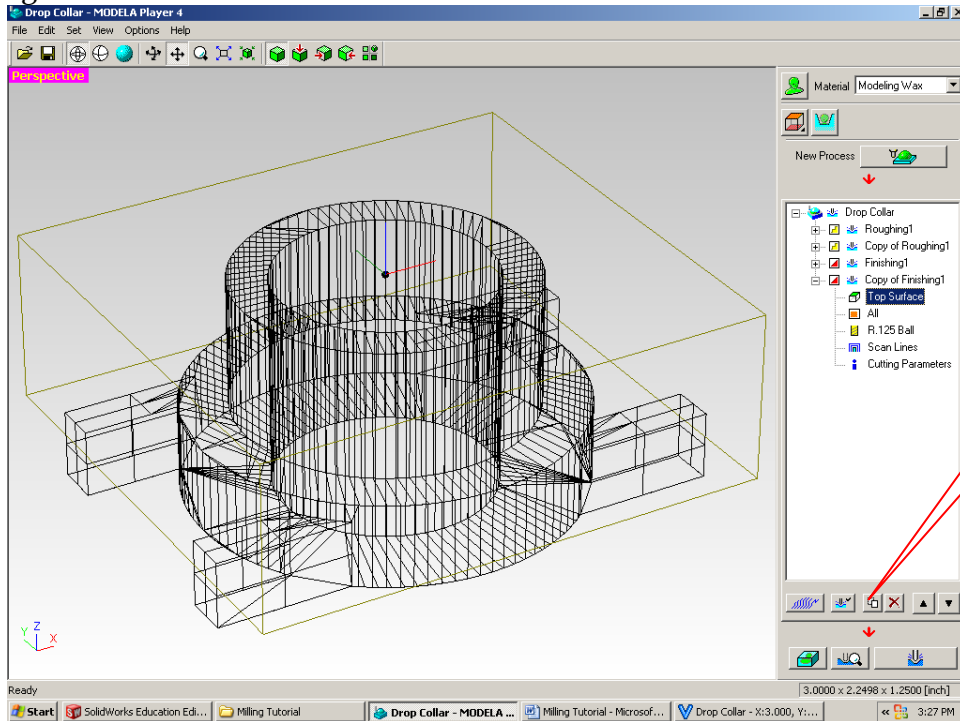 Drop Collar - MODELA Player 4
File Edit Set View Options Help
Perspective
Material Modeling Wax
New Process
Drop Collar
Roughing1
Copy of Roughing1
Finishing1
Copy of Finishing1
Top Surface
All
R.125 Ball
Scan Lines
Cutting Parameters
Y Z X
Ready
3.0000 x 2.2498 x 1.2500 [inch]
Start SolidWorks Education Edi... Milling Tutorial Drop Collar - MODELA ... Milling Tutorial - Microsof... Drop Collar - X:3.000, Y:... « 3:27 PM